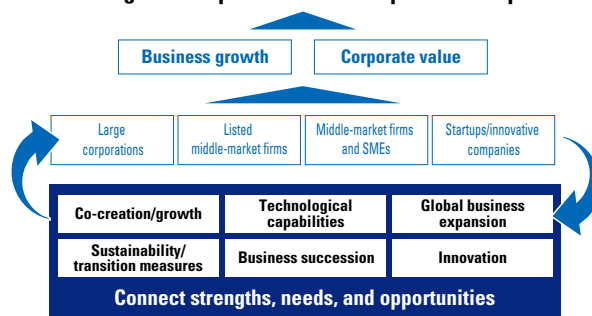 Business growth
Corporate value
Large
corporations
Listed
middle-market firms
Middle-market firms
and SMEs
Startups/innovative
companies
Co-creation/growth
Technological
capabilities
Global business
expansion
Sustainability/
transition measures
Business succession
Innovation
Connect strengths, needs, and opportunities